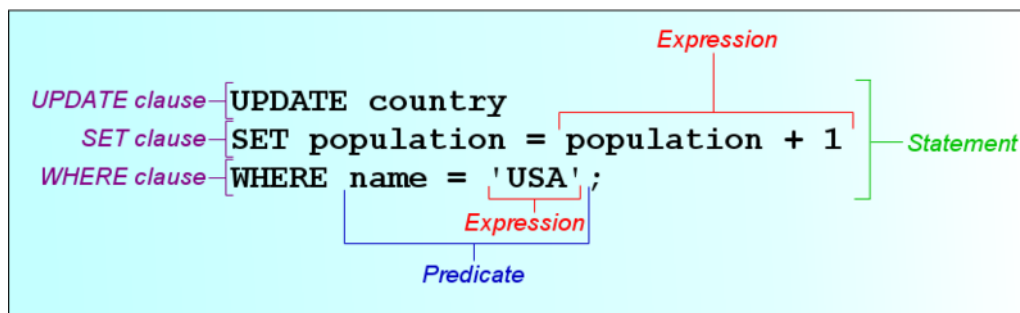 Expression
UPDATE clause UPDATE country
SET clause SET population = population + 1 Statement
WHERE clause WHERE name = 'USA';
Expression
Predicate